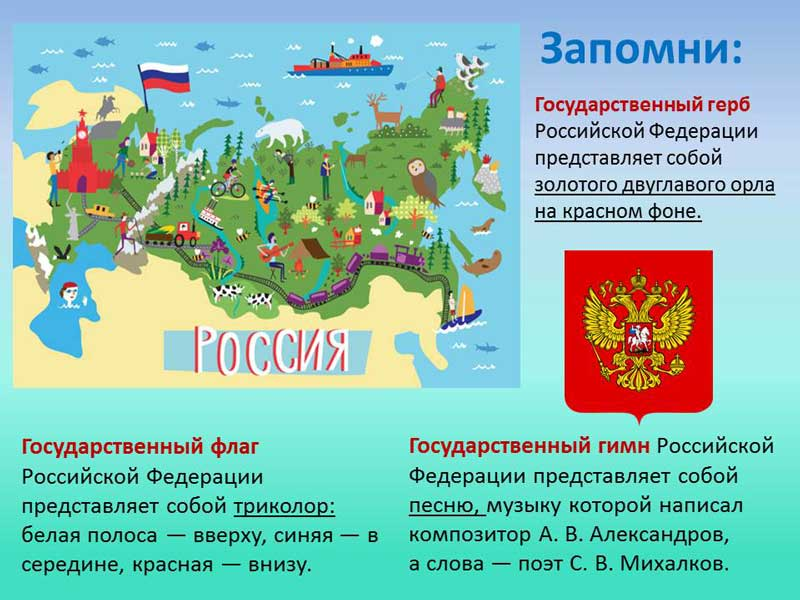 Запомни:
Государственный герб
Российской Федерации
представляет собой
золотого двуглавого орла
на красном фоне.
РОССИЯ
Государственный флаг
Российской Федерации
представляет собой триколор:
белая полоса — вверху, синяя — в
середине, красная — внизу.
Государственный гимн Российской
Федерации представляет собой
песню, музыку которой написал
композитор А. В. Александров,
а слова — поэт С. В. Михалков.